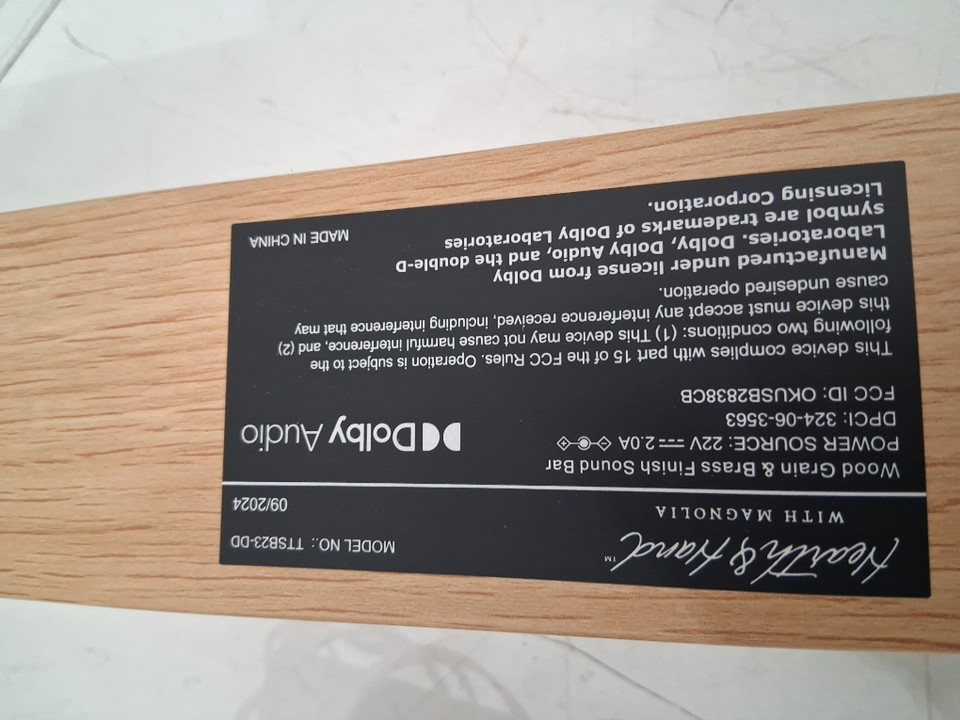 Hearth & Hand™
WITH MAGNOLIA
MODEL NO.: TTSB23-DD
09/2024
Wood Grain & Brass Finish Sound Bar
POWER SOURCE: 22V 2.0A
DPCI: 324-06-3563
FCC ID: OKUSB2838CB
Dolby Audio
This device complies with part 15 of the FCC Rules. Operation is subject to the
following two conditions: (1) This device may not cause harmful interference, and (2)
this device must accept any interference received, including interference that may
cause undesired operation.
Manufactured under license from Dolby
Laboratories. Dolby, Dolby Audio, and the double-D
symbol are trademarks of Dolby Laboratories
Licensing Corporation.
MADE IN CHINA